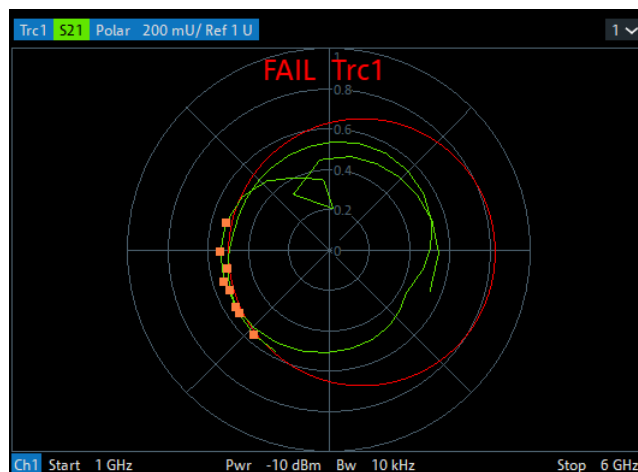 Trc1 S21 Polar 200 mU/ Ref 1 U 1
1
FAIL Trc1
0.8
0.6
0.4
0.2
0
Ch1 Start 1 GHz Pwr -10 dBm Bw 10 kHz Stop 6 GHz